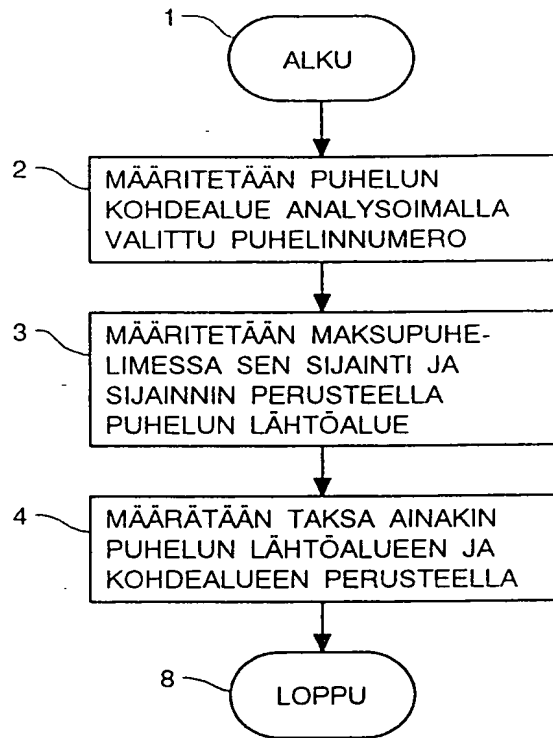 1
ALKU
2
MÄÄRITETÄÄN PUHELUN
KOHDEALUE ANALYSOIMALLA
VALITTU PUHELINNUMERO
3
MÄÄRITETÄÄN MAKSUPUHE-
LIMESSA SEN SIJAINTI JA
SIJAINNIN PERUSTEELLA
PUHELUN LÄHTÖALUE
4
MÄÄRÄTÄÄN TAKSA AINAKIN
PUHELUN LÄHTÖALUEEN JA
KOHDEALUEEN PERUSTEELLA
8
LOPPU